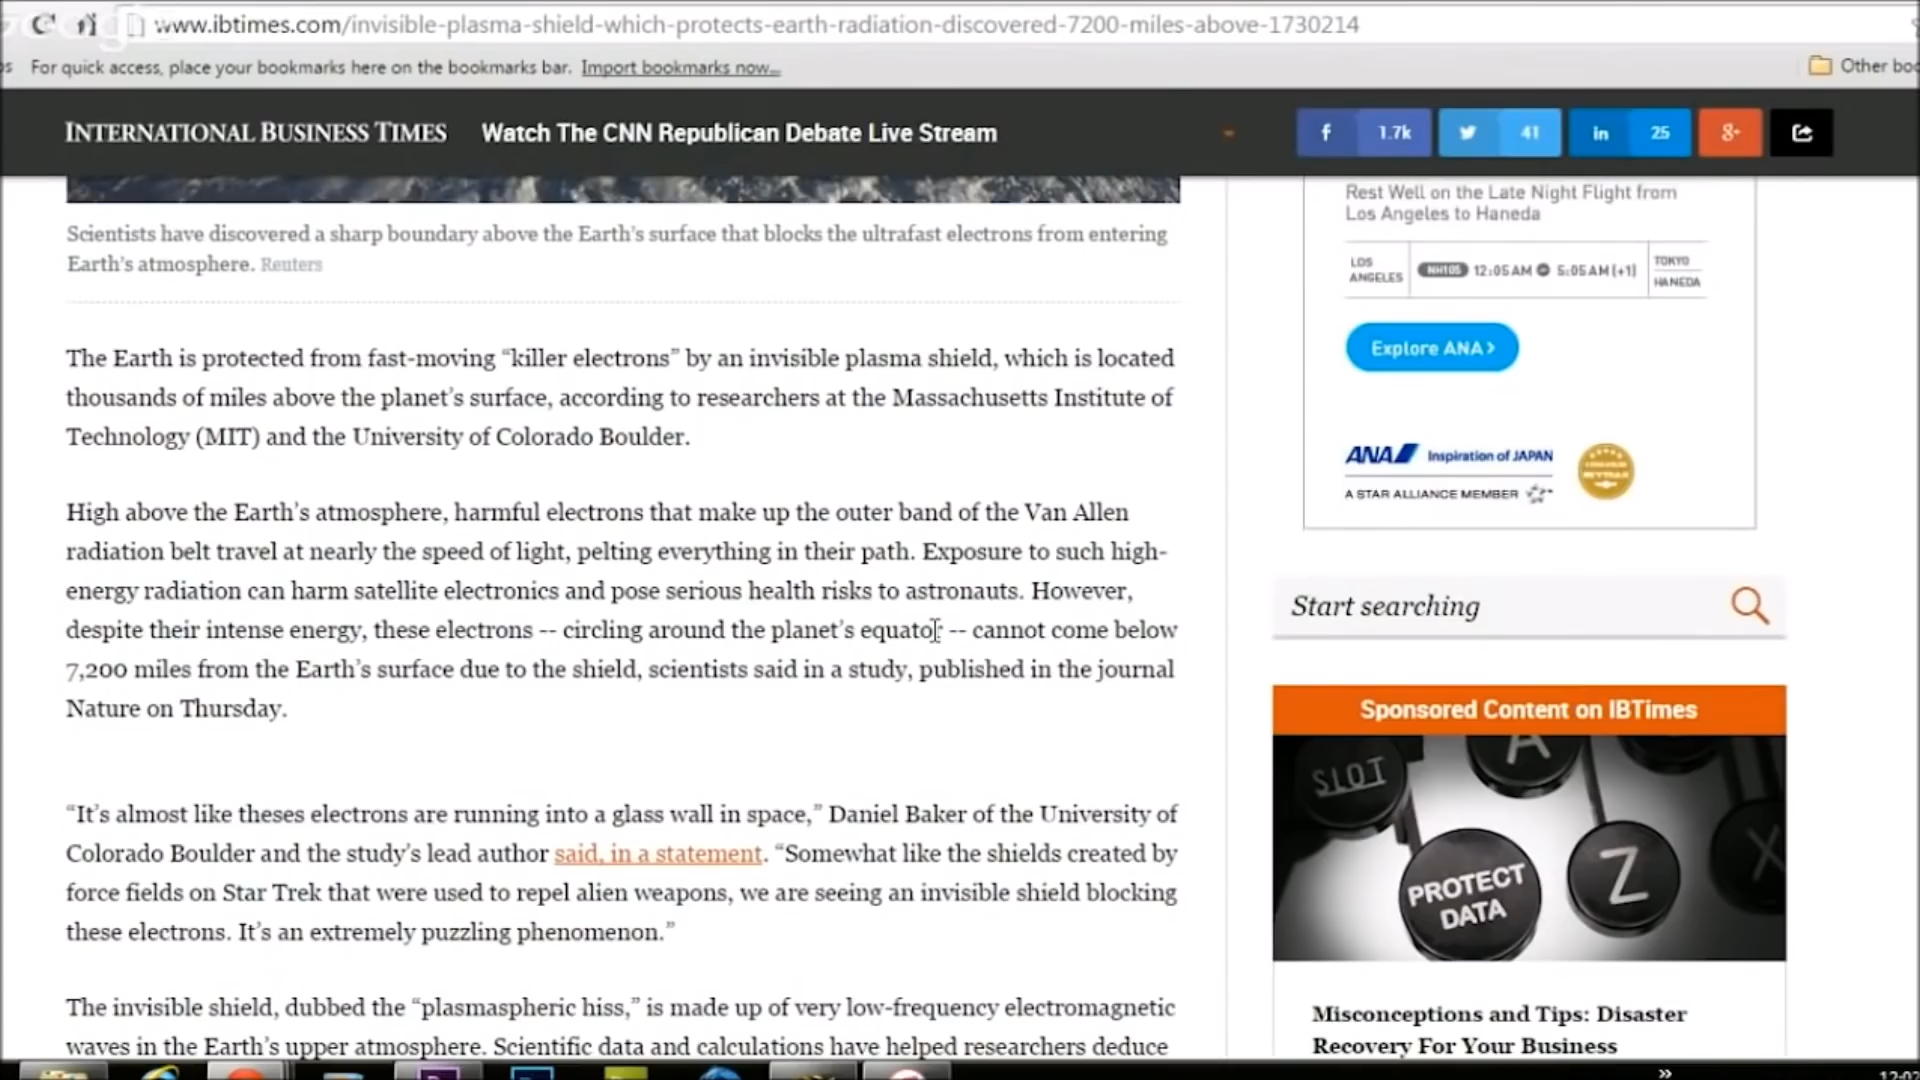 www.ibtimes.com/invisible-plasma-shield-which-protects-earth-radiation-discovered-7200-miles-above-1730214
For quick access, place your bookmarks here on the bookmarks bar. Import bookmarks now...
Other boo
INTERNATIONAL BUSINESS TIMES
Watch The CNN Republican Debate Live Stream
f 1.7k
41
in 25
8+
Scientists have discovered a sharp boundary above the Earth's surface that blocks the ultrafast electrons from entering
Earth's atmosphere. Reuters
The Earth is protected from fast-moving “killer electrons” by an invisible plasma shield, which is located
thousands of miles above the planet's surface, according to researchers at the Massachusetts Institute of
Technology (MIT) and the University of Colorado Boulder.
High above the Earth's atmosphere, harmful electrons that make up the outer band of the Van Allen
radiation belt travel at nearly the speed of light, pelting everything in their path. Exposure to such high-
energy radiation can harm satellite electronics and pose serious health risks to astronauts. However,
despite their intense energy, these electrons -- circling around the planet's equator -- cannot come below
7,200 miles from the Earth's surface due to the shield, scientists said in a study, published in the journal
Nature on Thursday.
“It's almost like theses electrons are running into a glass wall in space,” Daniel Baker of the University of
Colorado Boulder and the study's lead author said, in a statement. “Somewhat like the shields created by
force fields on Star Trek that were used to repel alien weapons, we are seeing an invisible shield blocking
these electrons. It's an extremely puzzling phenomenon.”
The invisible shield, dubbed the “plasmaspheric hiss,” is made up of very low-frequency electromagnetic
waves in the Earth's upper atmosphere. Scientific data and calculations have helped researchers deduce
Rest Well on the Late Night Flight from
Los Angeles to Haneda
LOS
ANGELES
NH105 12:05AM 5:05AM(+1)
TOKYO
HANEDA
Explore ANA >
ANA Inspiration of JAPAN
A STAR ALLIANCE MEMBER
Start searching
Sponsored Content on IBTimes
SLOT
A
PROTECT
DATA
Z
X
Misconceptions and Tips: Disaster
Recovery For Your Business